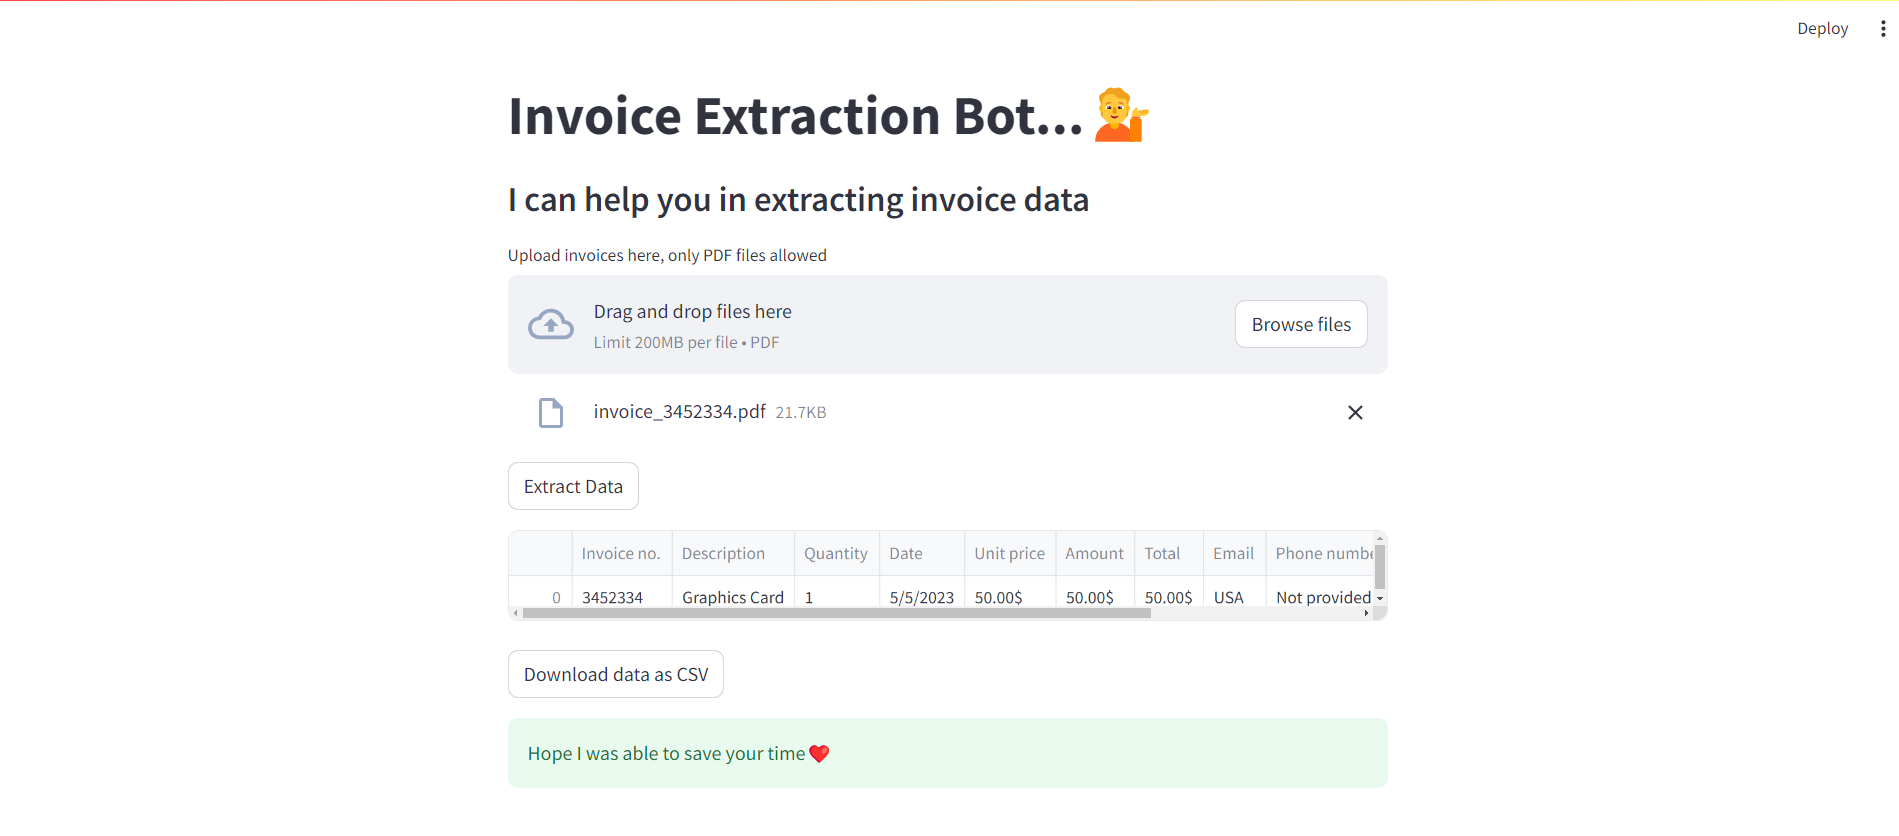 Deploy
Invoice Extraction Bot...
I can help you in extracting invoice data
Upload invoices here, only PDF files allowed
Drag and drop files here
Limit 200MB per file • PDF
Browse files
invoice_3452334.pdf 21.7KB
Extract Data
Invoice no. Description Quantity Date Unit price Amount Total Email Phone numbe
0 3452334 Graphics Card 1 5/5/2023 50.00$ 50.00$ 50.00$ USA Not provided
Download data as CSV
Hope I was able to save your time❤️